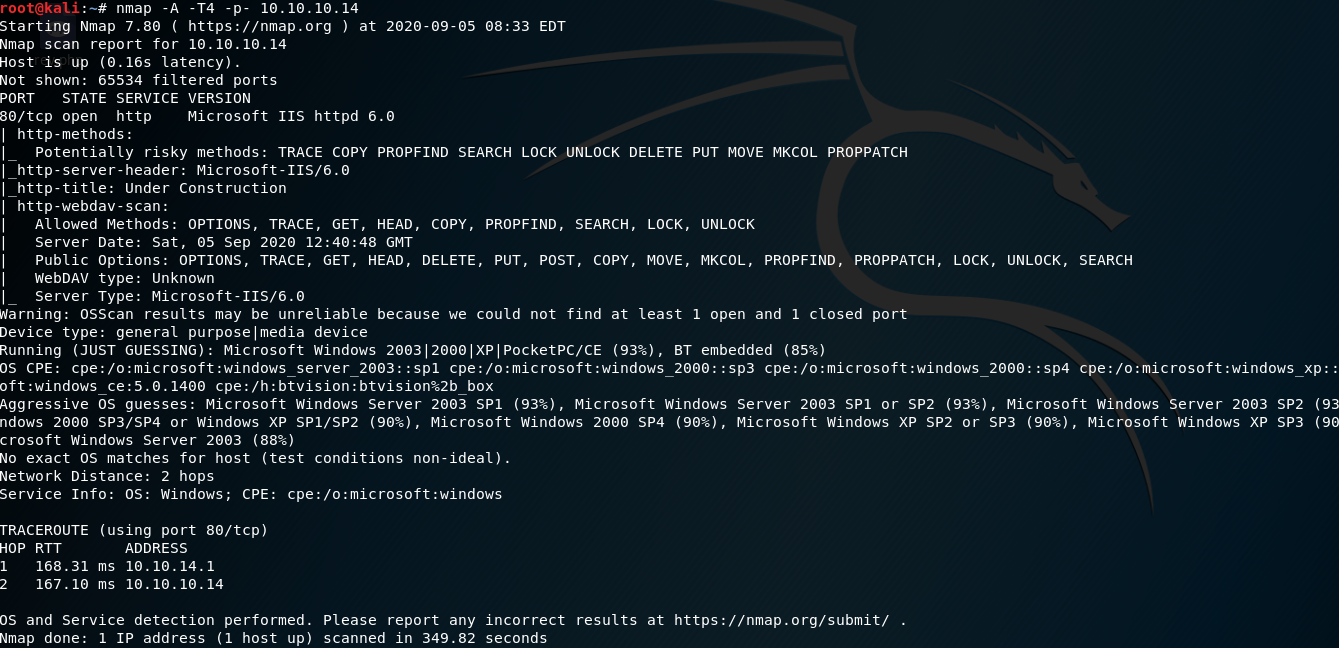 root@kali:~# nmap -A -T4 -p- 10.10.10.14
Starting Nmap 7.80 ( https://nmap.org ) at 2020-09-05 08:33 EDT
Nmap scan report for 10.10.10.14
Host is up (0.16s latency).
Not shown: 65534 filtered ports
PORT   STATE SERVICE VERSION
80/tcp open  http    Microsoft IIS httpd 6.0
| http-methods:
|_  Potentially risky methods: TRACE COPY PROPFIND SEARCH LOCK UNLOCK DELETE PUT MOVE MKCOL PROPPATCH
|_http-server-header: Microsoft-IIS/6.0
|_http-title: Under Construction
| http-webdav-scan:
|   Allowed Methods: OPTIONS, TRACE, GET, HEAD, COPY, PROPFIND, SEARCH, LOCK, UNLOCK
|   Server Date: Sat, 05 Sep 2020 12:40:48 GMT
|   Public Options: OPTIONS, TRACE, GET, HEAD, DELETE, PUT, POST, COPY, MOVE, MKCOL, PROPFIND, PROPPATCH, LOCK, UNLOCK, SEARCH
|   WebDAV type: Unknown
|_  Server Type: Microsoft-IIS/6.0
Warning: OSScan results may be unreliable because we could not find at least 1 open and 1 closed port
Device type: general purpose|media device
Running (JUST GUESSING): Microsoft Windows 2003|2000|XP|PocketPC/CE (93%), BT embedded (85%)
OS CPE: cpe:/o:microsoft:windows_server_2003::sp1 cpe:/o:microsoft:windows_2000::sp3 cpe:/o:microsoft:windows_2000::sp4 cpe:/o:microsoft:windows_xp::
oft:windows_ce:5.0.1400 cpe:/h:btvision:btvision%2b_box
Aggressive OS guesses: Microsoft Windows Server 2003 SP1 (93%), Microsoft Windows Server 2003 SP1 or SP2 (93%), Microsoft Windows Server 2003 SP2 (93
ndows 2000 SP3/SP4 or Windows XP SP1/SP2 (90%), Microsoft Windows 2000 SP4 (90%), Microsoft Windows XP SP2 or SP3 (90%), Microsoft Windows XP SP3 (90
crosoft Windows Server 2003 (88%)
No exact OS matches for host (test conditions non-ideal).
Network Distance: 2 hops
Service Info: OS: Windows; CPE: cpe:/o:microsoft:windows
TRACEROUTE (using port 80/tcp)
HOP RTT       ADDRESS
1   168.31 ms 10.10.14.1
2   167.10 ms 10.10.10.14
OS and Service detection performed. Please report any incorrect results at https://nmap.org/submit/ .
Nmap done: 1 IP address (1 host up) scanned in 349.82 seconds